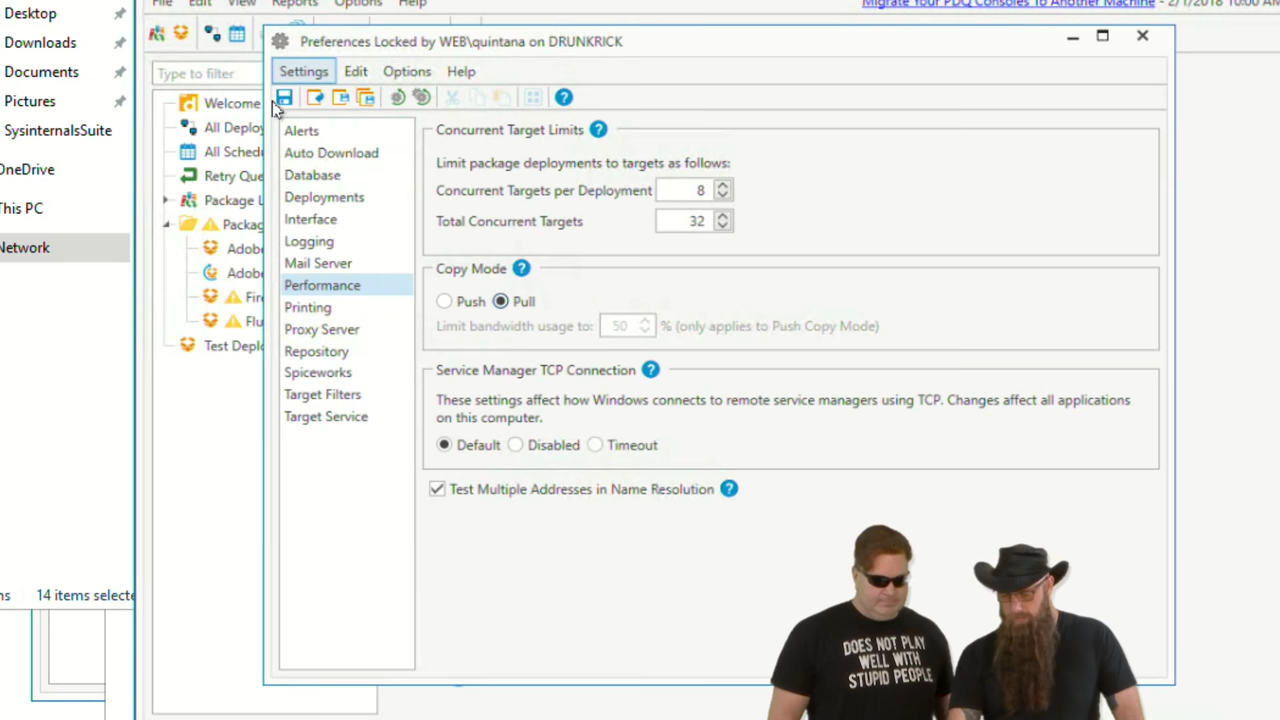 File Edit View Reports Options Help
Migrate Your PDQ Consoles To Another Machine - 2/1/2018 10:00 AM
Desktop
Downloads
Documents
Pictures
SysinternalsSuite
OneDrive
This PC
Network
14 items selecte
Type to filter
Welcome
All Deploy
All Schedu
Retry Que
Package L
Packag
Adobe
Adobe
Fire
Flu
Test Deplo
Preferences Locked by WEB\quintana on DRUNKRICK
Settings Edit Options Help
Alerts
Auto Download
Database
Deployments
Interface
Logging
Mail Server
Performance
Printing
Proxy Server
Repository
Spiceworks
Target Filters
Target Service
Concurrent Target Limits ?
Limit package deployments to targets as follows:
Concurrent Targets per Deployment 8
Total Concurrent Targets 32
Copy Mode ?
Push Pull
Limit bandwidth usage to: 50 % (only applies to Push Copy Mode)
Service Manager TCP Connection ?
These settings affect how Windows connects to remote service managers using TCP. Changes affect all applications
on this computer.
Default Disabled Timeout
Test Multiple Addresses in Name Resolution ?
DOES NOT PLAY
WELL WITH
STUPID PEOPLE